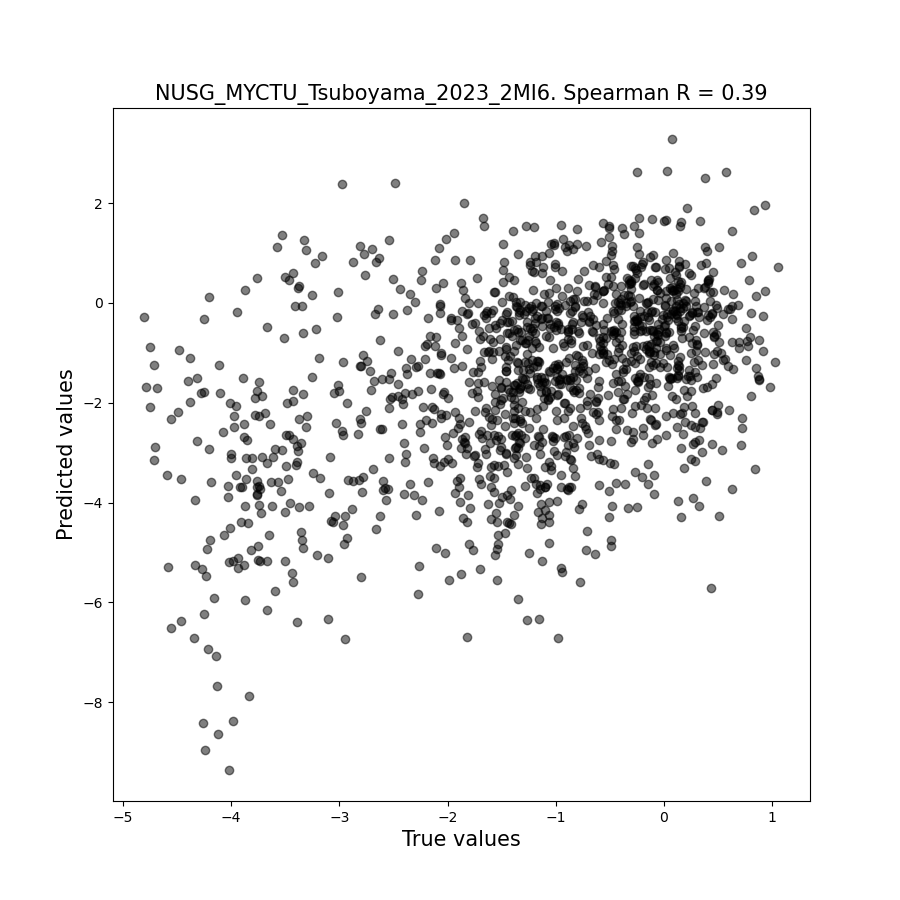 NUSG_MYCTU_Tsuboyama_2023_2MI6. Spearman R = 0.39
2
0
−2
−4
−6
−8
Predicted values
−5 −4 −3 −2 −1 0 1
True values